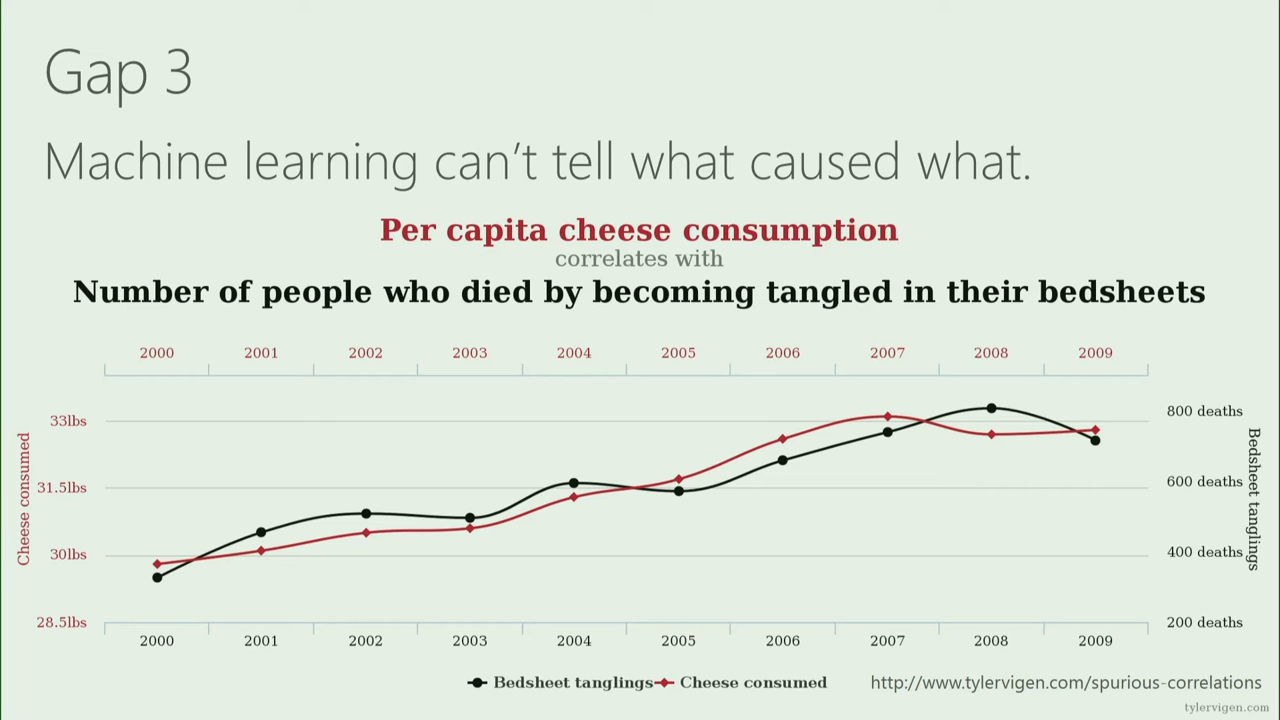 Gap 3
Machine learning can't tell what caused what.
Per capita cheese consumption
correlates with
Number of people who died by becoming tangled in their bedsheets
2000 2001 2002 2003 2004 2005 2006 2007 2008 2009
Cheese consumed
33lbs
31.5lbs
30lbs
28.5lbs
800 deaths
600 deaths
400 deaths
200 deaths
Bedsheet tanglings
2000 2001 2002 2003 2004 2005 2006 2007 2008 2009
Bedsheet tanglings Cheese consumed
http://www.tylervigen.com/spurious-correlations
tylervigen.com